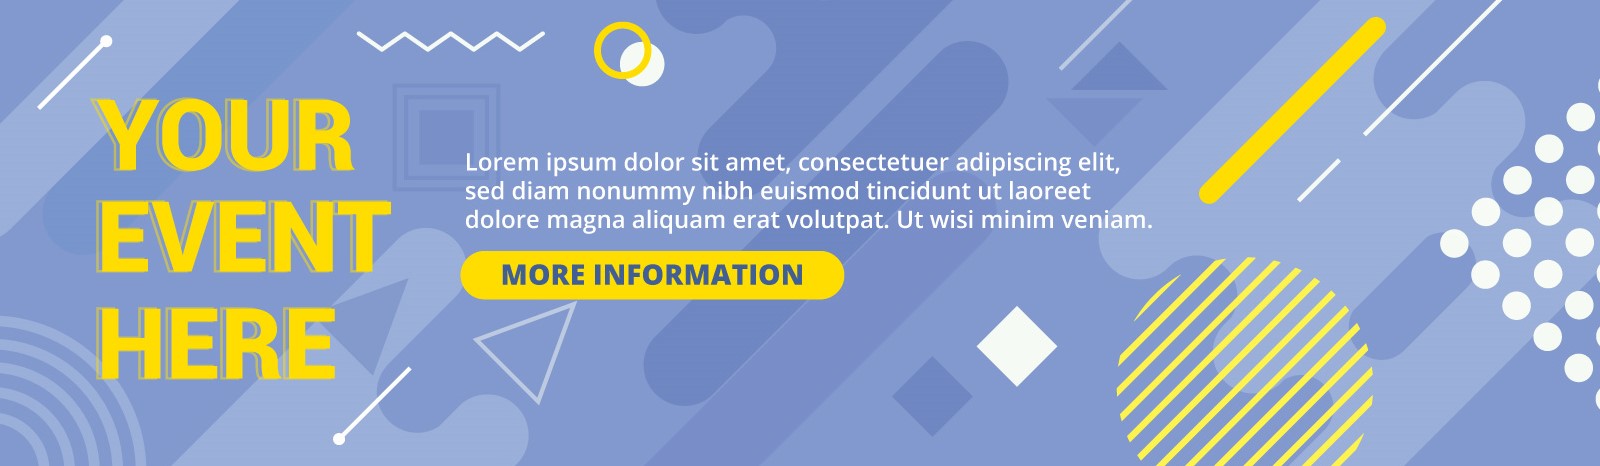 YOUR
EVENT
HERE
Lorem ipsum dolor sit amet, consectetuer adipiscing elit,
sed diam nonummy nibh euismod tincidunt ut laoreet
dolore magna aliquam erat volutpat. Ut wisi minim veniam.
MORE INFORMATION